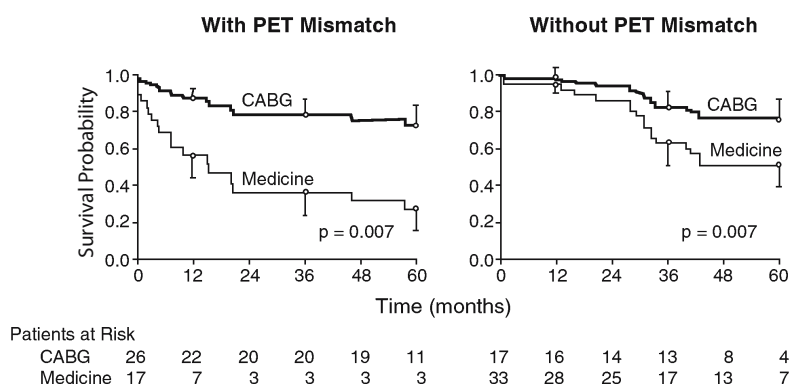 With PET Mismatch
Without PET Mismatch
Survival Probability
1.0
0.8
0.6
0.4
0.2
0.0
CABG
Medicine
p = 0.007
0 12 24 36 48 60
1.0
0.8
0.6
0.4
0.2
0.0
CABG
Medicine
p = 0.007
0 12 24 36 48 60
Time (months)
Patients at Risk
CABG 26 22 20 20 19 11 17 16 14 13 8 4
Medicine 17 7 3 3 3 3 33 28 25 17 13 7